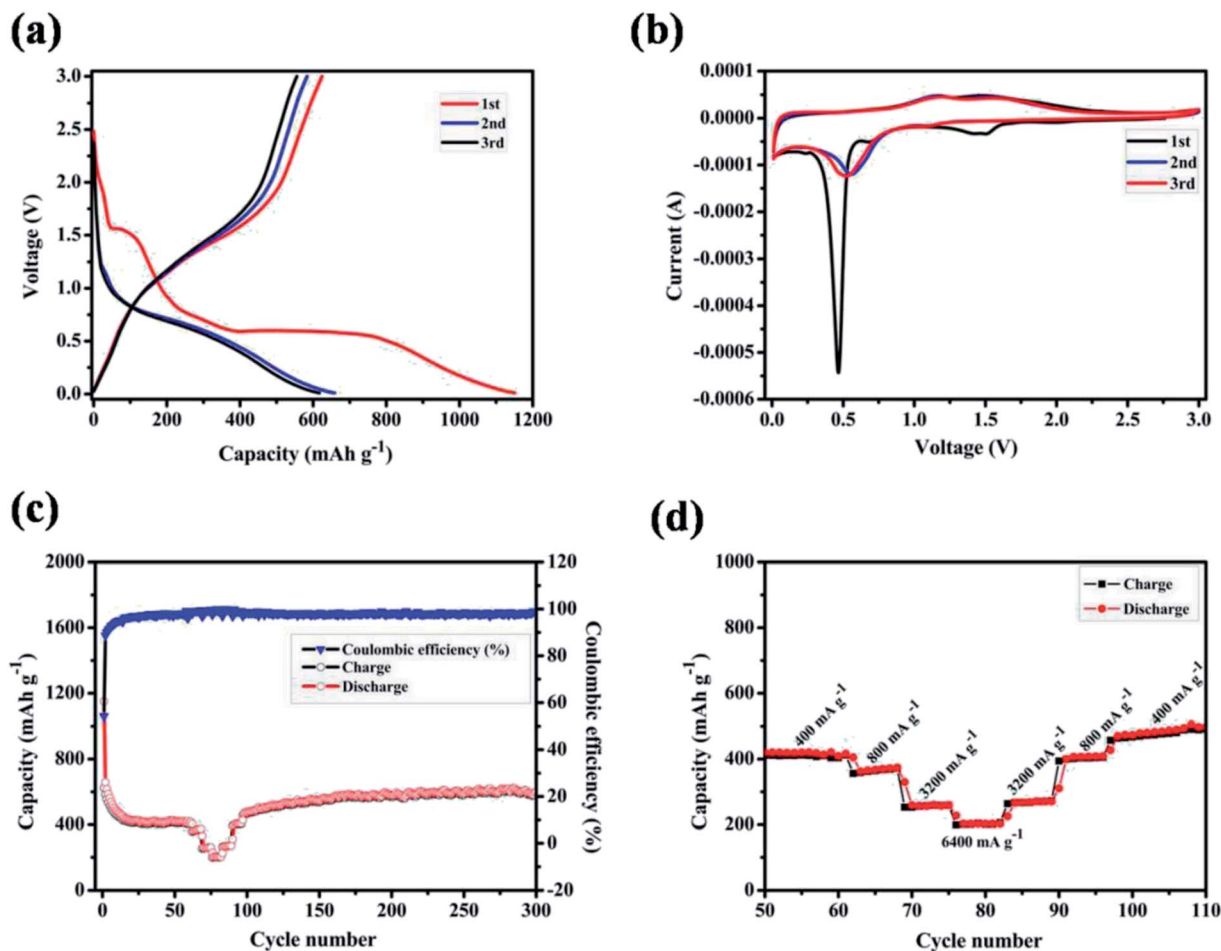 (a)
3.0
2.5
2.0
1.5
1.0
0.5
0.0
Voltage (V)
1st
2nd
3rd
0 200 400 600 800 1000 1200
Capacity (mAh g⁻¹)
(b)
0.0001
0.0000
-0.0001
-0.0002
-0.0003
-0.0004
-0.0005
-0.0006
Current (A)
1st
2nd
3rd
0.0 0.5 1.0 1.5 2.0 2.5 3.0
Voltage (V)
(c)
2000
1600
1200
800
400
0
Capacity (mAh g⁻¹)
Coulombic efficiency (%)
Charge
Discharge
120
100
80
60
40
20
0
-20
Coulombic efficiency (%)
0 50 100 150 200 250 300
Cycle number
(d)
1000
800
600
400
200
0
Capacity (mAh g⁻¹)
Charge
Discharge
400 mA g⁻¹
800 mA g⁻¹
3200 mA g⁻¹
6400 mA g⁻¹
3200 mA g⁻¹
800 mA g⁻¹
400 mA g⁻¹
50 60 70 80 90 100 110
Cycle number